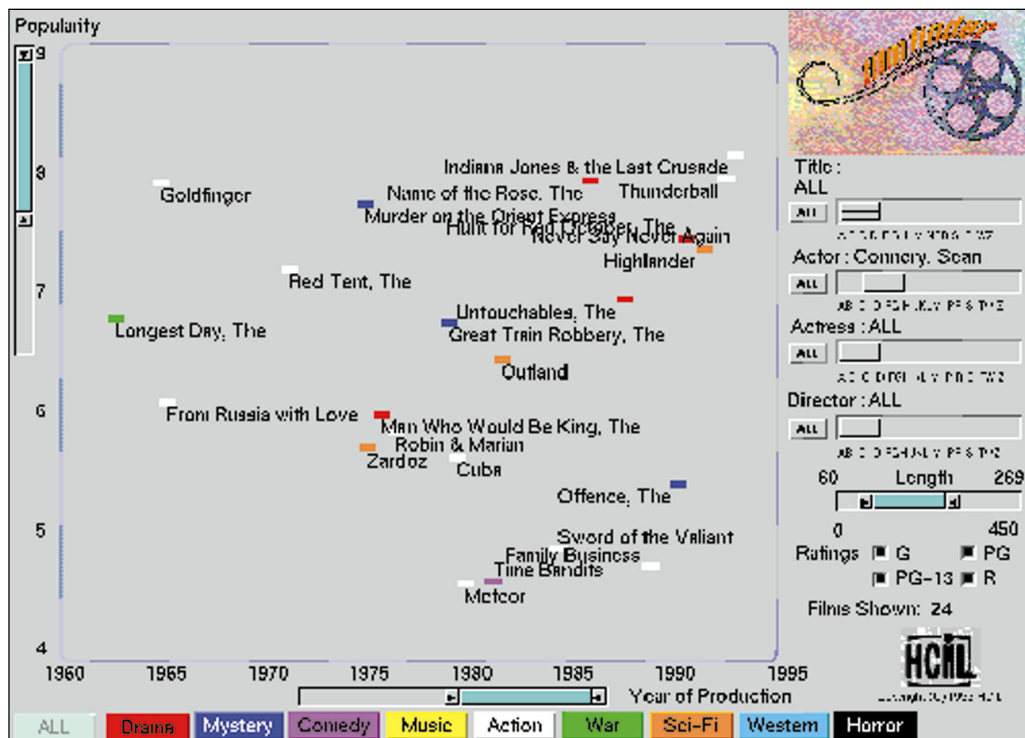 Popularity
9
8
7
6
5
4
1960 1965 1970 1975 1980 1985 1990 1995
Year of Production
Indiana Jones & the Last Crusade
Goldfinger
Name of the Rose, The
Thunderball
Murder on the Orient Express
Hunt for Red October, The
Never Say Never Again
Highlander
Red Tent, The
Untouchables, The
Longest Day, The
Great Train Robbery, The
Outland
From Russia with Love
Man Who Would Be King, The
Robin & Marian
Zardoz
Cuba
Offence, The
Sword of the Valiant
Family Business
Time Bandits
Meteor
filmfinder
Title :
ALL
ALL
Actor : Connery, Sean
ALL
Actress : ALL
ALL
Director : ALL
ALL
60 Length 269
0 450
Ratings G PG
PG-13 R
Films Shown: 24
HCIL
ALL Drama Mystery Comedy Music Action War Sci-Fi Western Horror